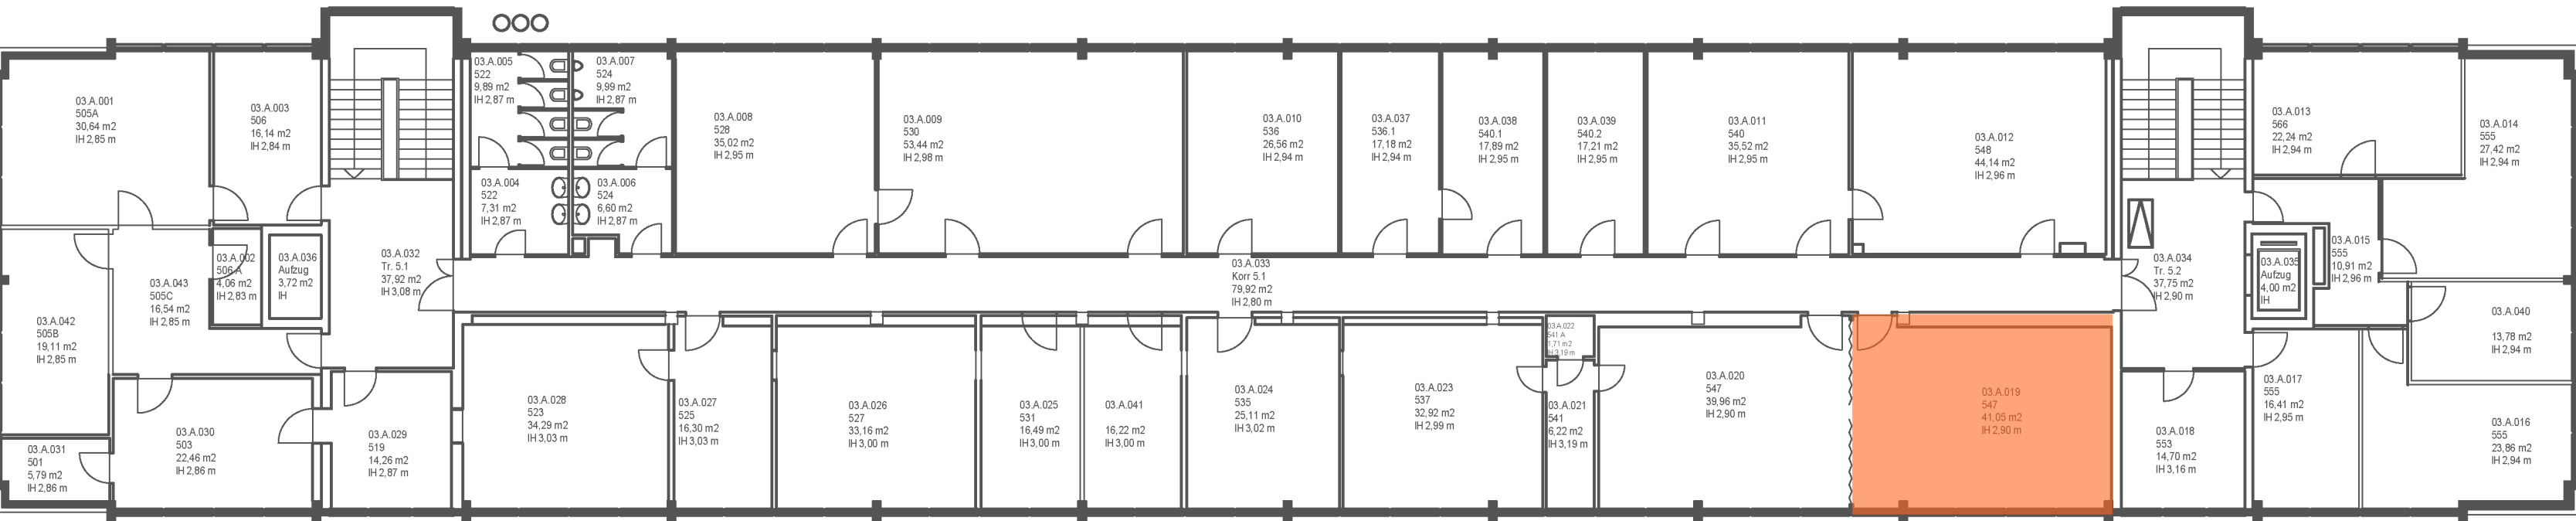 03.A.001
505A
30,64 m2
IH 2,85 m
03.A.003
506
16,14 m2
IH 2,84 m
03.A.005
522
9,89 m2
IH 2,87 m
03.A.007
524
9,99 m2
IH 2,87 m
03.A.004
522
7,31 m2
IH 2,87 m
03.A.006
524
6,60 m2
IH 2,87 m
03.A.008
528
35,02 m2
IH 2,95 m
03.A.009
530
53,44 m2
IH 2,98 m
03.A.010
536
26,56 m2
IH 2,94 m
03.A.037
536.1
17,18 m2
IH 2,94 m
03.A.038
540.1
17,89 m2
IH 2,95 m
03.A.039
540.2
17,21 m2
IH 2,95 m
03.A.011
540
35,52 m2
IH 2,95 m
03.A.012
548
44,14 m2
IH 2,96 m
03.A.013
566
22,24 m2
IH 2,94 m
03.A.014
555
27,42 m2
IH 2,94 m
03.A.042
505B
19,11 m2
IH 2,85 m
03.A.043
505C
16,54 m2
IH 2,85 m
03.A.002
506 A
4,06 m2
IH 2,83 m
03.A.036
Aufzug
3,72 m2
IH
03.A.032
Tr. 5.1
37,92 m2
IH 3,08 m
03.A.033
Korr 5.1
79,92 m2
IH 2,80 m
03.A.034
Tr. 5.2
37,75 m2
IH 2,90 m
03.A.035
Aufzug
4,00 m2
IH
03.A.015
555
10,91 m2
IH 2,96 m
03.A.040
13,78 m2
IH 2,94 m
03.A.031
501
5,79 m2
IH 2,86 m
03.A.030
503
22,46 m2
IH 2,86 m
03.A.029
519
14,26 m2
IH 2,87 m
03.A.028
523
34,29 m2
IH 3,03 m
03.A.027
525
16,30 m2
IH 3,03 m
03.A.026
527
33,16 m2
IH 3,00 m
03.A.025
531
16,49 m2
IH 3,00 m
03.A.041
16,22 m2
IH 3,00 m
03.A.024
535
25,11 m2
IH 3,02 m
03.A.023
537
32,92 m2
IH 2,99 m
03.A.022
541 A
1,71 m2
IH 3,19 m
03.A.021
541
6,22 m2
IH 3,19 m
03.A.020
547
39,96 m2
IH 2,90 m
03.A.019
547
41,05 m2
IH 2,90 m
03.A.018
553
14,70 m2
IH 3,16 m
03.A.017
555
16,41 m2
IH 2,95 m
03.A.016
555
23,86 m2
IH 2,94 m